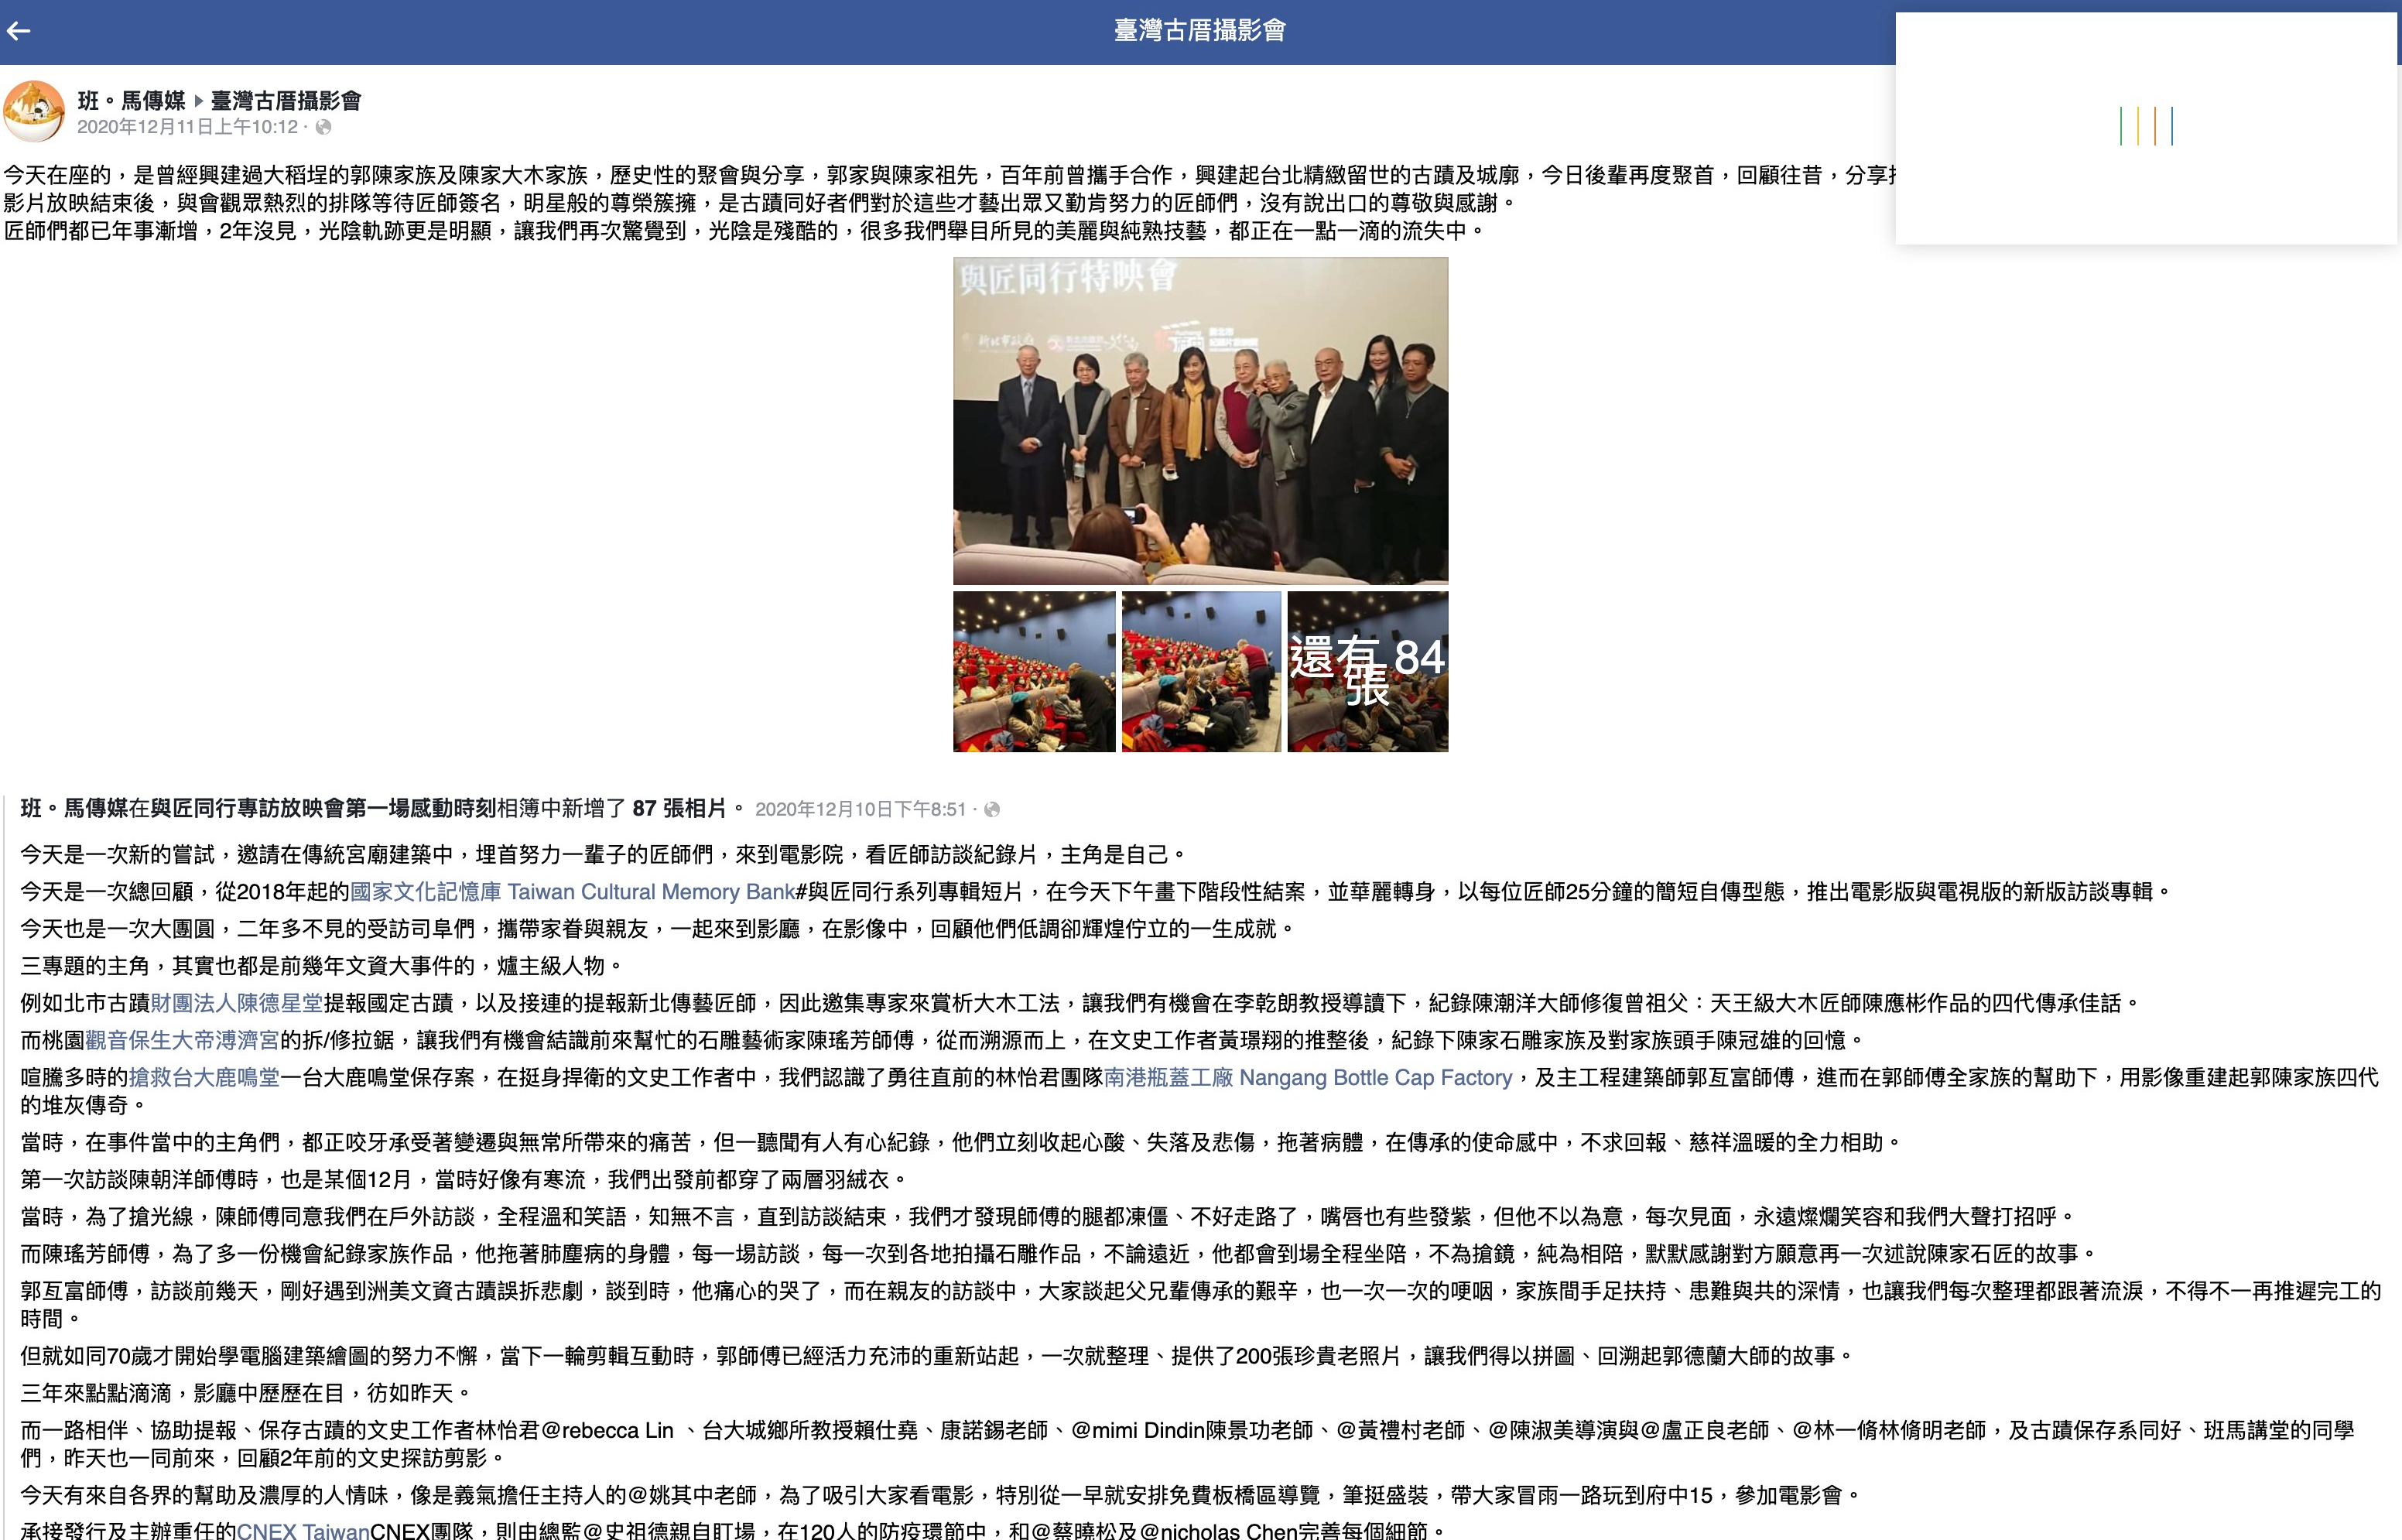 臺灣古厝攝影會
班。馬傳媒 ▶ 臺灣古厝攝影會
2020年12月11日上午10:12 ·
今天在座的，是曾經興建過大稻埕的郭陳家族及陳家大木家族，歷史性的聚會與分享，郭家與陳家祖先，百年前曾攜手合作，興建起台北精緻留世的古蹟及城廓，今日後輩再度聚首，回顧往昔，分享
影片放映結束後，與會觀眾熱烈的排隊等待匠師簽名，明星般的尊榮簇擁，是古蹟同好者們對於這些才藝出眾又勤肯努力的匠師們，沒有說出口的尊敬與感謝。
匠師們都已年事漸增，2年沒見，光陰軌跡更是明顯，讓我們再次驚覺到，光陰是殘酷的，很多我們舉目所見的美麗與純熟技藝，都正在一點一滴的流失中。
與匠同行特映會
新北市政府
還有 84
張
班。馬傳媒在與匠同行專訪放映會第一場感動時刻相簿中新增了 87 張相片。 2020年12月10日下午8:51 ·
今天是一次新的嘗試，邀請在傳統宮廟建築中，埋首努力一輩子的匠師們，來到電影院，看匠師訪談紀錄片，主角是自己。
今天是一次總回顧，從2018年起的國家文化記憶庫 Taiwan Cultural Memory Bank#與匠同行系列專輯短片，在今天下午畫下階段性結案，並華麗轉身，以每位匠師25分鐘的簡短自傳型態，推出電影版與電視版的新版訪談專輯。
今天也是一次大團圓，二年多不見的受訪司阜們，攜帶家眷與親友，一起來到影廳，在影像中，回顧他們低調卻輝煌佇立的一生成就。
三專題的主角，其實也都是前幾年文資大事件的，爐主級人物。
例如北市古蹟財團法人陳德星堂提報國定古蹟，以及接連的提報新北傳藝匠師，因此邀集專家來賞析大木工法，讓我們有機會在李乾朗教授導讀下，紀錄陳潮洋大師修復曾祖父：天王級大木匠師陳應彬作品的四代傳承佳話。
而桃園觀音保生大帝溥濟宮的拆/修拉鋸，讓我們有機會結識前來幫忙的石雕藝術家陳瑤芳師傅，從而溯源而上，在文史工作者黃璟翔的推整後，紀錄下陳家石雕家族及對家族頭手陳冠雄的回憶。
喧騰多時的搶救台大鹿鳴堂一台大鹿鳴堂保存案，在挺身捍衛的文史工作者中，我們認識了勇往直前的林怡君團隊南港瓶蓋工廠 Nangang Bottle Cap Factory，及主工程建築師郭亙富師傅，進而在郭師傅全家族的幫助下，用影像重建起郭陳家族四代
的堆灰傳奇。
當時，在事件當中的主角們，都正咬牙承受著變遷與無常所帶來的痛苦，但一聽聞有人有心紀錄，他們立刻收起心酸、失落及悲傷，拖著病體，在傳承的使命感中，不求回報、慈祥溫暖的全力相助。
第一次訪談陳朝洋師傅時，也是某個12月，當時好像有寒流，我們出發前都穿了兩層羽絨衣。
當時，為了搶光線，陳師傅同意我們在戶外訪談，全程溫和笑語，知無不言，直到訪談結束，我們才發現師傅的腿都凍僵、不好走路了，嘴唇也有些發紫，但他不以為意，每次見面，永遠燦爛笑容和我們大聲打招呼。
而陳瑤芳師傅，為了多一份機會紀錄家族作品，他拖著肺塵病的身體，每一場訪談，每一次到各地拍攝石雕作品，不論遠近，他都會到場全程坐陪，不為搶鏡，純為相陪，默默感謝對方願意再一次述說陳家石匠的故事。
郭亙富師傅，訪談前幾天，剛好遇到洲美文資古蹟誤拆悲劇，談到時，他痛心的哭了，而在親友的訪談中，大家談起父兄輩傳承的艱辛，也一次一次的哽咽，家族間手足扶持、患難與共的深情，也讓我們每次整理都跟著流淚，不得不一再推遲完工的
時間。
但就如同70歲才開始學電腦建築繪圖的努力不懈，當下一輪剪輯互動時，郭師傅已經活力充沛的重新站起，一次就整理、提供了200張珍貴老照片，讓我們得以拼圖、回溯起郭德蘭大師的故事。
三年來點點滴滴，影廳中歷歷在目，彷如昨天。
而一路相伴、協助提報、保存古蹟的文史工作者林怡君@rebecca Lin 、台大城鄉所教授賴仕堯、康諾錫老師、@mimi Dindin陳景功老師、@黃禮村老師、@陳淑美導演與@盧正良老師、@林一脩林脩明老師，及古蹟保存系同好、班馬講堂的同學
們，昨天也一同前來，回顧2年前的文史探訪剪影。
今天有來自各界的幫助及濃厚的人情味，像是義氣擔任主持人的@姚其中老師，為了吸引大家看電影，特別從一早就安排免費板橋區導覽，筆挺盛裝，帶大家冒雨一路玩到府中15，參加電影會。
承接發行及主辦重任的CNEX TaiwanCNEX團隊，則由總監@史祖德親自盯場，在120人的防疫環節中，和@蔡曉松及@nicholas Chen完善每個細節。